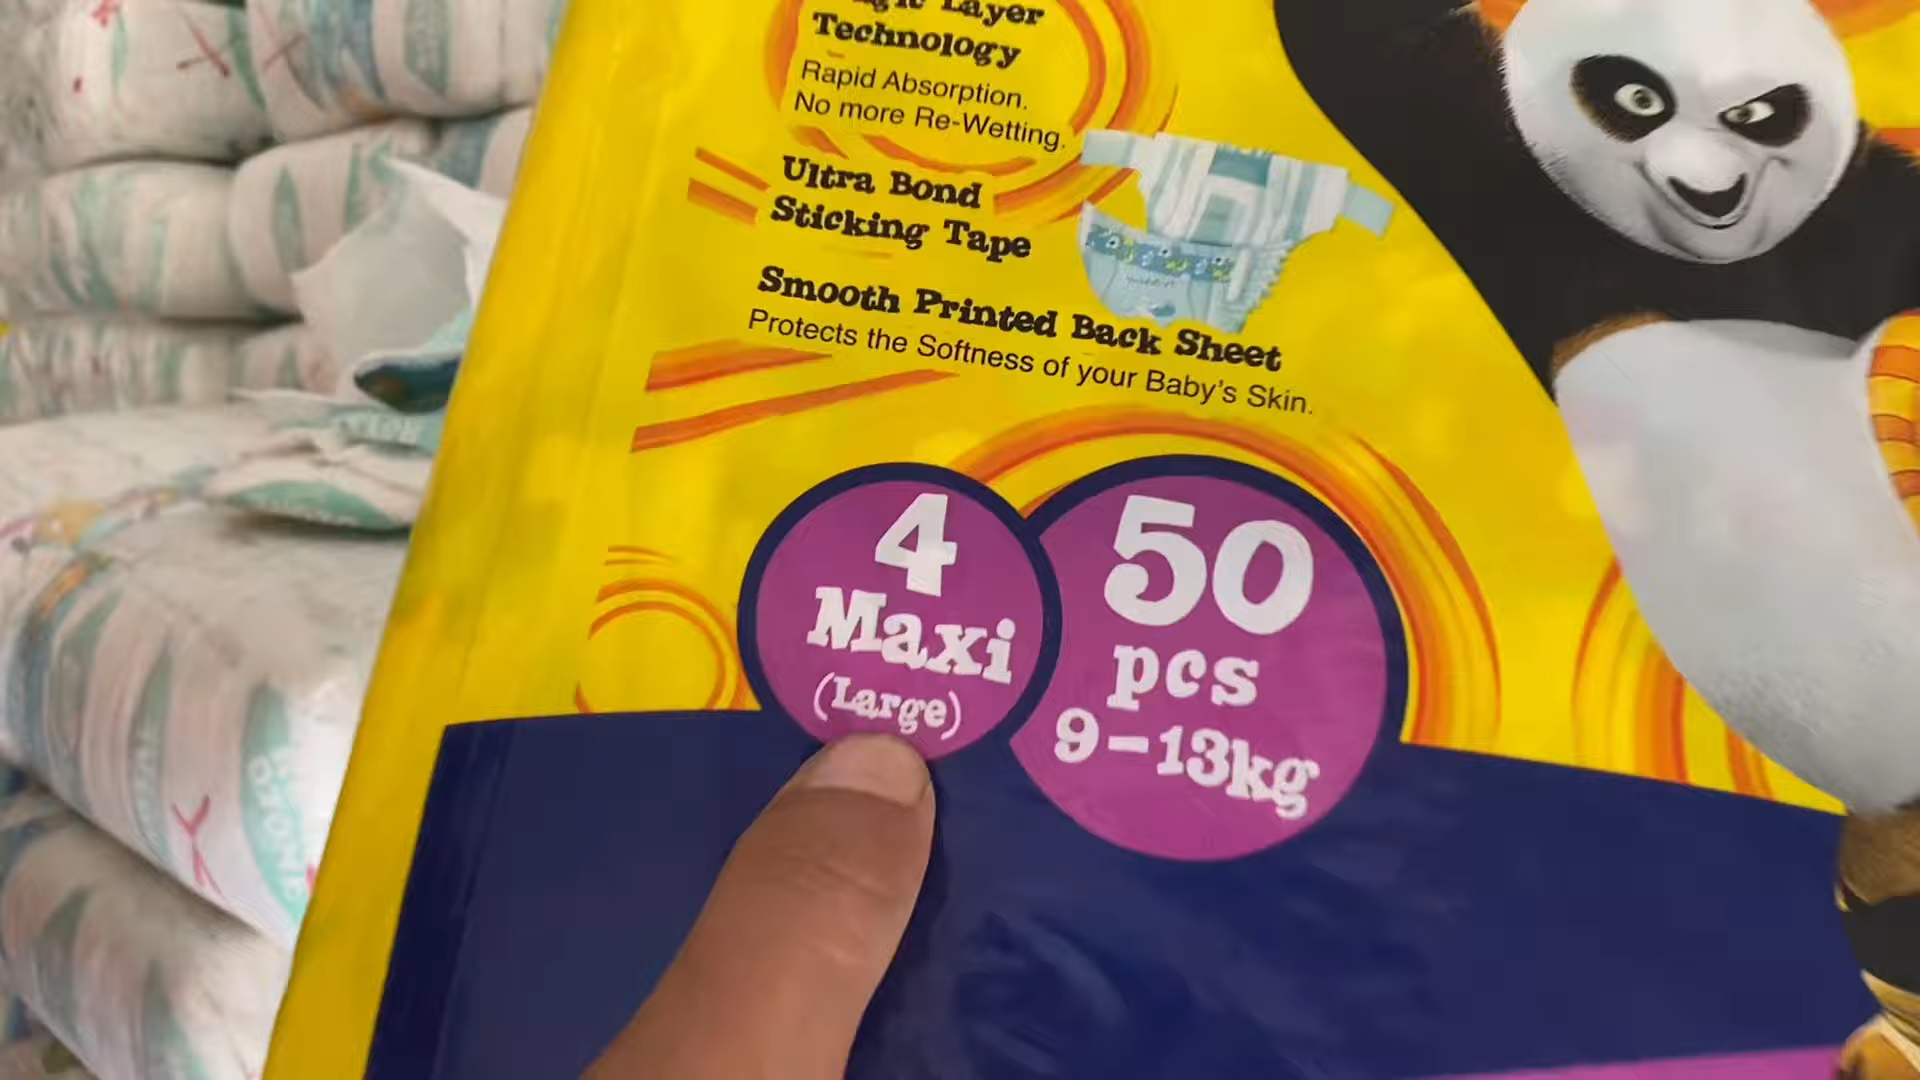 Layer
Technology
Rapid Absorption.
No more Re-Wetting.
Ultra Bond
Sticking Tape
Smooth Printed Back Sheet
Protects the Softness of your Baby's Skin.
4
Maxi
(Large)
50
pcs
9-13kg